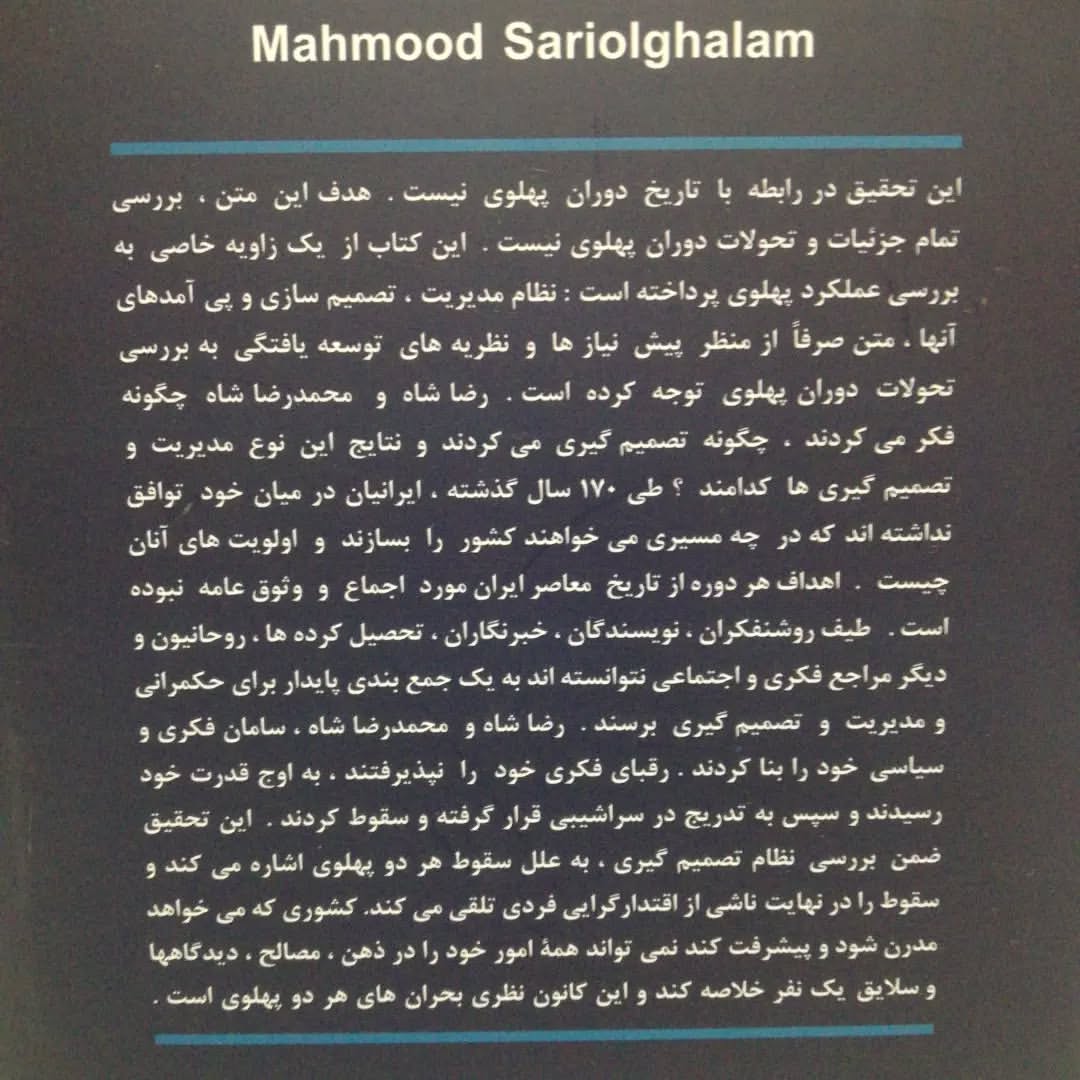 Mahmood Sariolghalam
این تحقیق در رابطه با تاریخ دوران پهلوی نیست . هدف این متن ، بررسی
تمام جزئیات و تحولات دوران پهلوی نیست . این کتاب از یک زاویه خاصی به
بررسی عملکرد پهلوی پرداخته است : نظام مدیریت ، تصمیم سازی و پی آمدهای
آنها ، متن صرفاً از منظر پیش نیاز ها و نظریه های توسعه یافتگی به بررسی
تحولات دوران پهلوی توجه کرده است . رضا شاه و محمدرضا شاه چگونه
فکر می کردند ، چگونه تصمیم گیری می کردند و نتایج این نوع مدیریت و
تصمیم گیری ها کدامند ؟ طی ۱۷۰ سال گذشته ، ایرانیان در میان خود توافق
نداشته اند که در چه مسیری می خواهند کشور را بسازند و اولویت های آنان
چیست . اهداف هر دوره از تاریخ معاصر ایران مورد اجماع و وثوق عامه نبوده
است . طیف روشنفکران ، نویسندگان ، خبرنگاران ، تحصیل کرده ها ، روحانیون و
دیگر مراجع فکری و اجتماعی نتوانسته اند به یک جمع بندی پایدار برای حکمرانی
و مدیریت و تصمیم گیری برسند . رضا شاه و محمدرضا شاه ، سامان فکری و
سیاسی خود را بنا کردند . رقبای فکری خود را نپذیرفتند ، به اوج قدرت خود
رسیدند و سپس به تدریج در سراشیبی قرار گرفته و سقوط کردند . این تحقیق
ضمن بررسی نظام تصمیم گیری ، به علل سقوط هر دو پهلوی اشاره می کند و
سقوط را در نهایت ناشی از اقتدارگرایی فردی تلقی می کند. کشوری که می خواهد
مدرن شود و پیشرفت کند نمی تواند همۀ امور خود را در ذهن ، مصالح ، دیدگاهها
و سلایق یک نفر خلاصه کند و این کانون نظری بحران های هر دو پهلوی است .